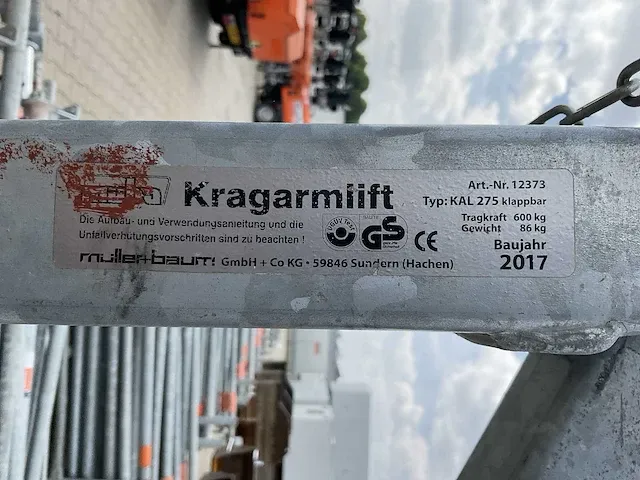 Kragarmlift
Art.-Nr. 12373
Typ: KAL 275 klappbar
Tragkraft 600 kg
Gewicht 86 kg
Baujahr
2017
Die Aufbau- und Verwendungsanleitung und die
Unfallverhütungsvorschriften sind zu beachten !
GS
CE
müller+baum GmbH + Co KG · 59846 Sundern (Hachen)